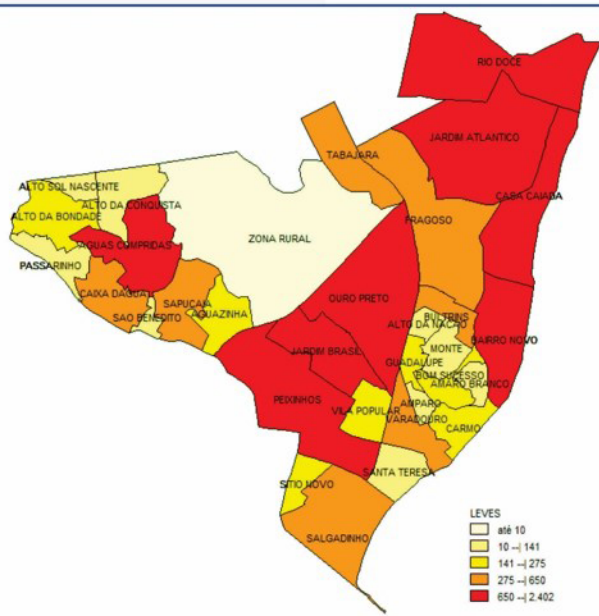 RIO DOCE
JARDIM ATLANTICO
TABAJARA
CASA CAIADA
ALTO SOL NASCENTE
ALTO DA CONQUISTA
ALTO DA BONDADE
FRAGOSO
ZONA RURAL
AGUAS COMPRIDAS
PASSARINHO
CAIXA DAGUA
SAPUCAIA
OURO PRETO
SAO BENEDITO
AGUAZINHA
BULTRINS
ALTO DA NACAO
BAIRRO NOVO
MONTE
JARDIM BRASIL
GUADALUPE
BOM SUCESSO
AMARO BRANCO
PEIXINHOS
AMPARO
VILA POPULAR
VARADOURO
CARMO
SANTA TERESA
SITIO NOVO
SALGADINHO
LEVES
até 10
10 --| 141
141 --| 275
275 --| 650
650 --| 2.402